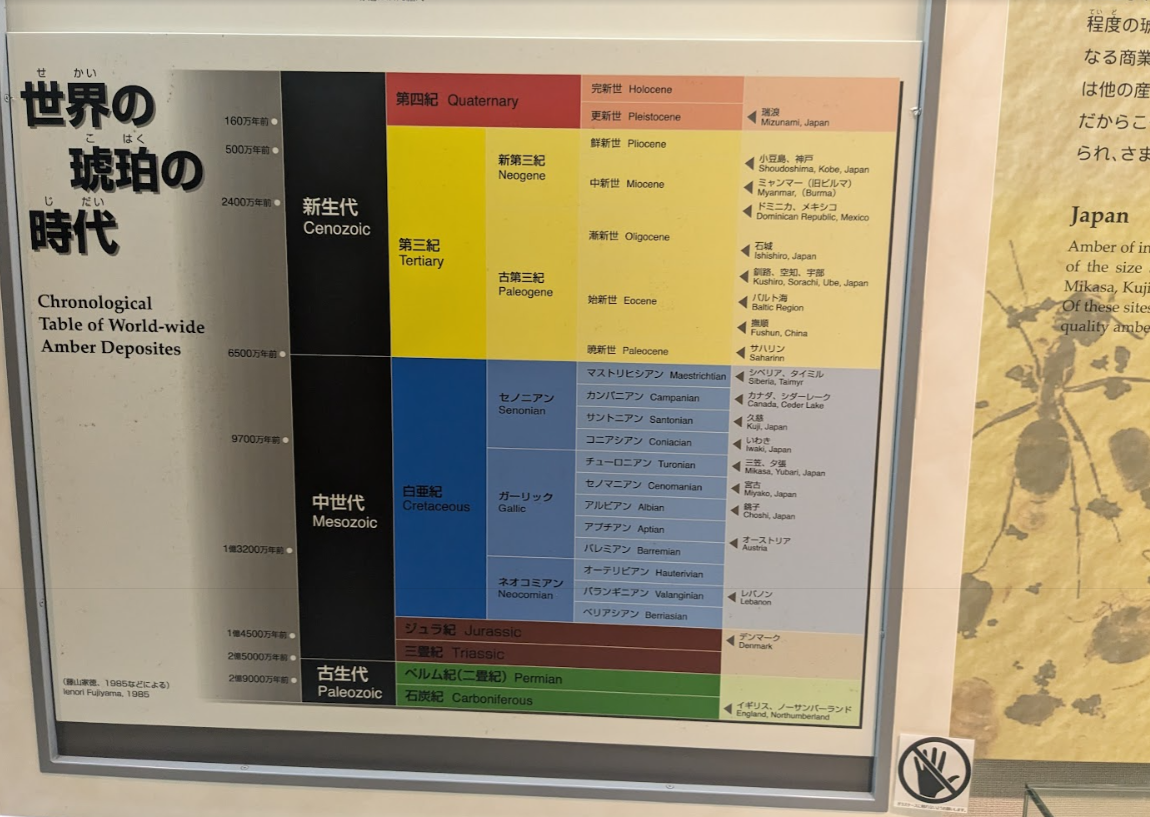 せ かい
世界の
こ はく
琥珀の
じ だい
時代
Chronological
Table of World-wide
Amber Deposites
(藤山家徳、1985などによる)
Ienori Fujiyama, 1985
160万年前
500万年前
2400万年前
6500万年前
9700万年前
1億3200万年前
1億4500万年前
2億5000万年前
2億9000万年前
新生代
Cenozoic
中世代
Mesozoic
古生代
Paleozoic
第四紀 Quaternary
第三紀
Tertiary
新第三紀
Neogene
古第三紀
Paleogene
白亜紀
Cretaceous
セノニアン
Senonian
ガーリック
Gallic
ネオコミアン
Neocomian
ジュラ紀 Jurassic
三畳紀 Triassic
ペルム紀(二畳紀) Permian
石炭紀 Carboniferous
完新世 Holocene
更新世 Pleistocene
鮮新世 Pliocene
中新世 Miocene
漸新世 Oligocene
始新世 Eocene
暁新世 Paleocene
マストリヒシアン Maestrichtian
カンパニアン Campanian
サントニアン Santonian
コニアシアン Coniacian
チューロニアン Turonian
セノマニアン Cenomanian
アルビアン Albian
アプチアン Aptian
バレミアン Barremian
オーテリビアン Hauterivian
バランギニアン Valanginian
ベリアシアン Berriasian
瑞浪
Mizunami, Japan
小豆島、神戸
Shoudoshima, Kobe, Japan
ミャンマー(旧ビルマ)
Myanmar, (Burma)
ドミニカ、メキシコ
Dominican Republic, Mexico
石城
Ishishiro, Japan
釧路、空知、宇部
Kushiro, Sorachi, Ube, Japan
バルト海
Baltic Region
撫順
Fushun, China
サハリン
Saharinn
シベリア、タイミル
Siberia, Taimyr
カナダ、シダーレーク
Canada, Ceder Lake
久慈
Kuji, Japan
いわき
Iwaki, Japan
三笠、夕張
Mikasa, Yubari, Japan
宮古
Miyako, Japan
銚子
Choshi, Japan
オーストリア
Austria
レバノン
Lebanon
デンマーク
Denmark
イギリス、ノーサンバーランド
England, Northumberland
てい ど
程度の琥
なる商業
は他の産
だからこ
られ、さま
Japan
Amber of in
of the size
Mikasa, Kuji
Of these sites
quality ambe